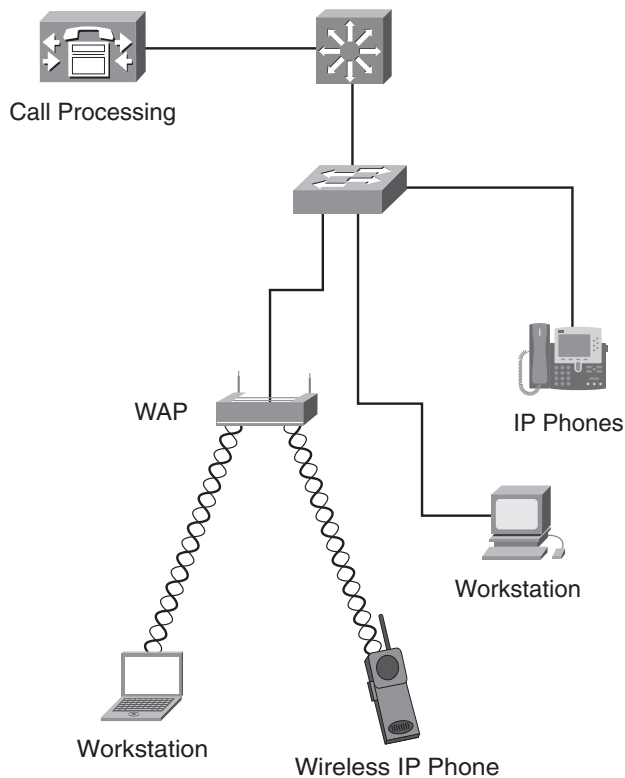 Call Processing
WAP
IP Phones
Workstation
Workstation
Wireless IP Phone